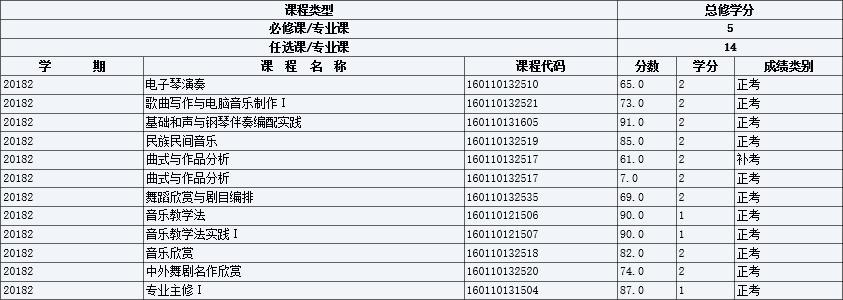 课程类型 总修学分
必修课/专业课 5
任选课/专业课 14
学 期 课 程 名 称 课程代码 分数 学分 成绩类别
20182 电子琴演奏 160110132510 65.0 2 正考
20182 歌曲写作与电脑音乐制作Ⅰ 160110132521 73.0 2 正考
20182 基础和声与钢琴伴奏编配实践 160110131605 91.0 2 正考
20182 民族民间音乐 160110132519 85.0 2 正考
20182 曲式与作品分析 160110132517 61.0 2 补考
20182 曲式与作品分析 160110132517 7.0 2 正考
20182 舞蹈欣赏与剧目编排 160110132535 69.0 2 正考
20182 音乐教学法 160110121506 90.0 1 正考
20182 音乐教学法实践Ⅰ 160110121507 90.0 1 正考
20182 音乐欣赏 160110132518 82.0 2 正考
20182 中外舞剧名作欣赏 160110132520 74.0 2 正考
20182 专业主修Ⅰ 160110131504 87.0 1 正考